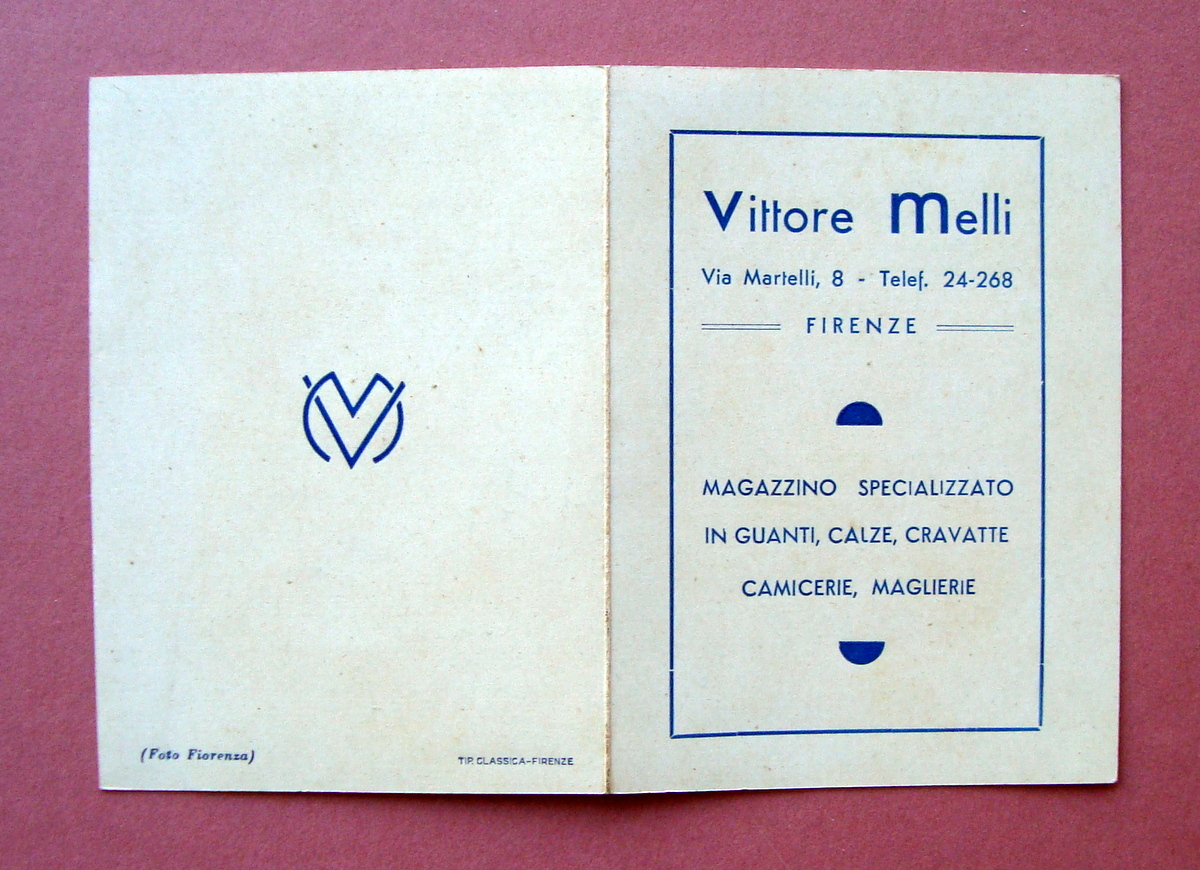 Vittore Melli
Via Martelli, 8 - Telef. 24-268
FIRENZE
MAGAZZINO SPECIALIZZATO
IN GUANTI, CALZE, CRAVATTE
CAMICERIE, MAGLIERIE
(Foto Fiorenza)
TIP. CLASSICA-FIRENZE